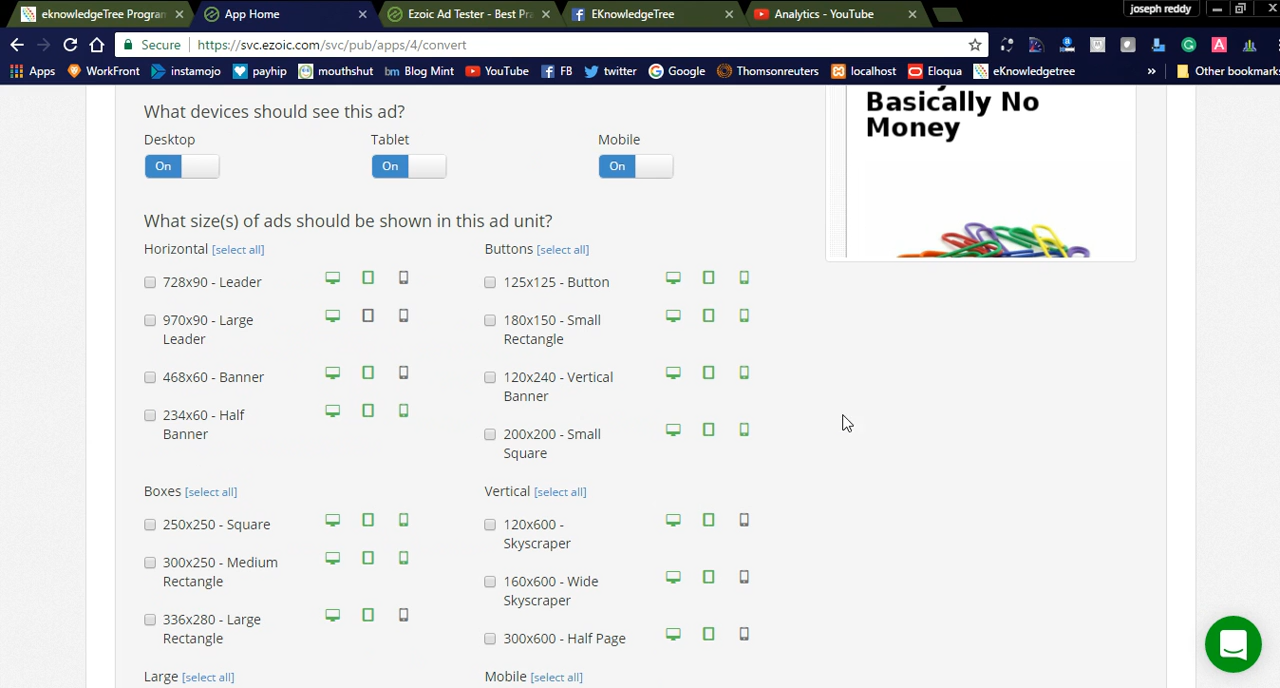 eknowledgeTree Program
App Home
Ezoic Ad Tester - Best Pra
EKnowledgeTree
Analytics - YouTube
joseph reddy
Secure
https://svc.ezoic.com/svc/pub/apps/4/convert
Apps
WorkFront
instamojo
payhip
mouthshut
bm Blog Mint
YouTube
FB
twitter
Google
Thomsonreuters
localhost
Eloqua
eKnowledgetree
»
Other bookmarks
What devices should see this ad?
Desktop
Tablet
Mobile
On
On
On
Basically No
Money
What size(s) of ads should be shown in this ad unit?
Horizontal [select all]
728x90 - Leader
970x90 - Large
Leader
468x60 - Banner
234x60 - Half
Banner
Buttons [select all]
125x125 - Button
180x150 - Small
Rectangle
120x240 - Vertical
Banner
200x200 - Small
Square
Boxes [select all]
250x250 - Square
300x250 - Medium
Rectangle
336x280 - Large
Rectangle
Vertical [select all]
120x600 -
Skyscraper
160x600 - Wide
Skyscraper
300x600 - Half Page
Large [select all]
Mobile [select all]